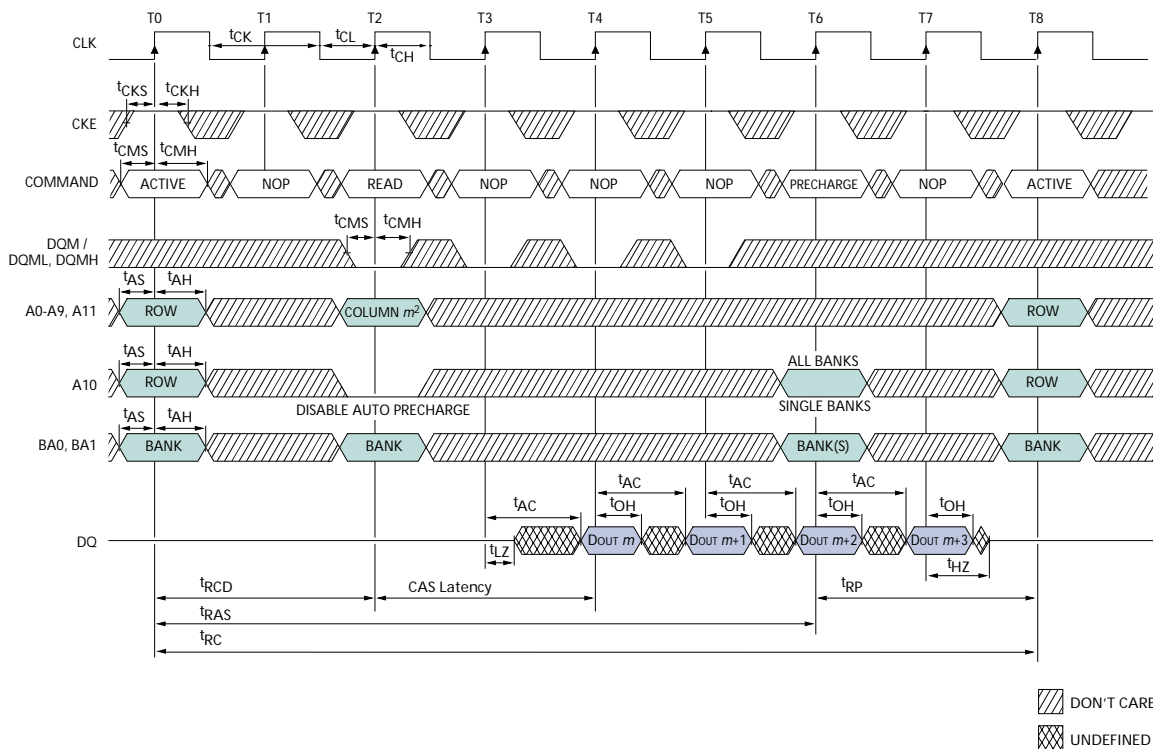 T0 T1 T2 T3 T4 T5 T6 T7 T8
CLK tCK tCL tCH
tCKS tCKH
CKE
tCMS tCMH
COMMAND ACTIVE NOP READ NOP NOP NOP PRECHARGE NOP ACTIVE
tCMS tCMH
DQM /
DQML, DQMH
tAS tAH
A0-A9, A11 ROW COLUMN m2 ROW
tAS tAH ALL BANKS
A10 ROW ROW
DISABLE AUTO PRECHARGE SINGLE BANKS
tAS tAH
BA0, BA1 BANK BANK BANK(S) BANK
tAC tAC tAC tAC
tOH tOH tOH tOH
DQ DOUT m DOUT m+1 DOUT m+2 DOUT m+3
tLZ tHZ
tRCD CAS Latency tRP
tRAS
tRC
DON'T CARE
UNDEFINED